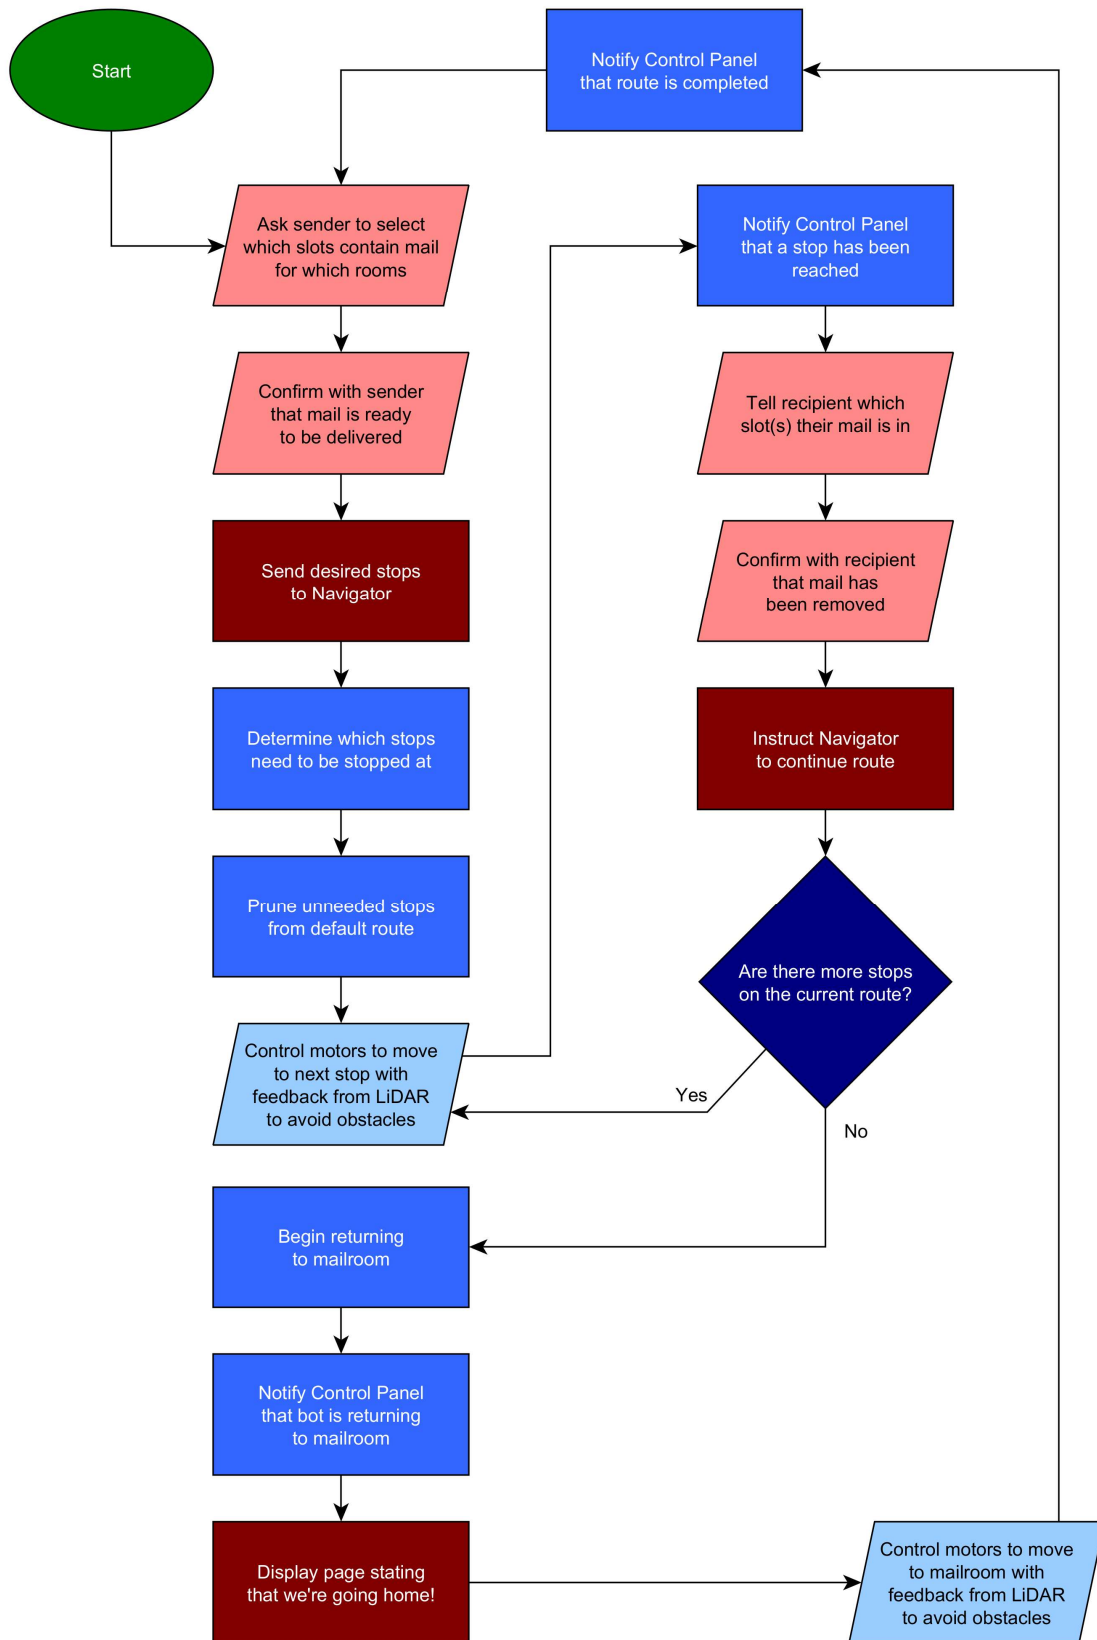 Start
Notify Control Panel
that route is completed
Ask sender to select
which slots contain mail
for which rooms
Notify Control Panel
that a stop has been
reached
Confirm with sender
that mail is ready
to be delivered
Tell recipient which
slot(s) their mail is in
Send desired stops
to Navigator
Confirm with recipient
that mail has
been removed
Determine which stops
need to be stopped at
Instruct Navigator
to continue route
Prune unneeded stops
from default route
Are there more stops
on the current route?
Control motors to move
to next stop with
feedback from LiDAR
to avoid obstacles
Yes
No
Begin returning
to mailroom
Notify Control Panel
that bot is returning
to mailroom
Display page stating
that we're going home!
Control motors to move
to mailroom with
feedback from LiDAR
to avoid obstacles